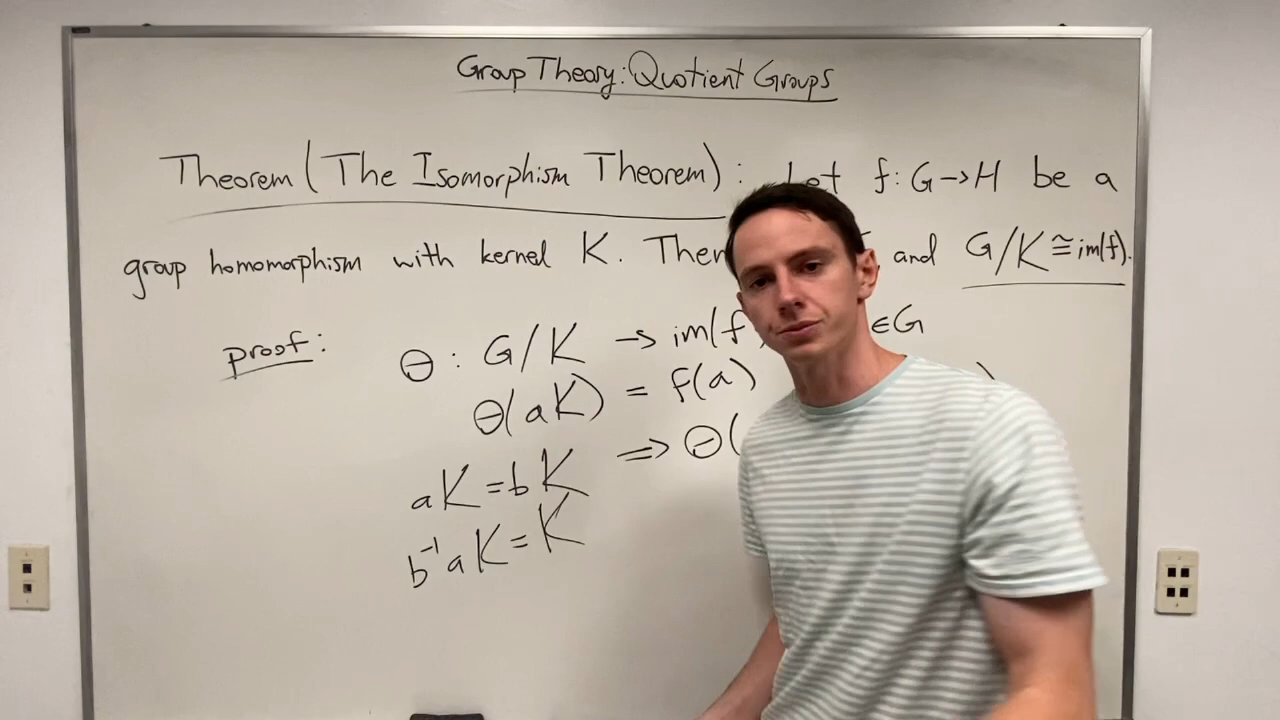 Group Theory: Quotient Groups
Theorem (The Isomorphism Theorem): Let f: G→H be a
group homomorphism with kernel K. Then and G/K ≅ im(f).
proof: Θ : G/K → im(f ∈G
Θ(aK) = f(a) )
aK = bK ⇒ Θ(
b⁻¹aK = K